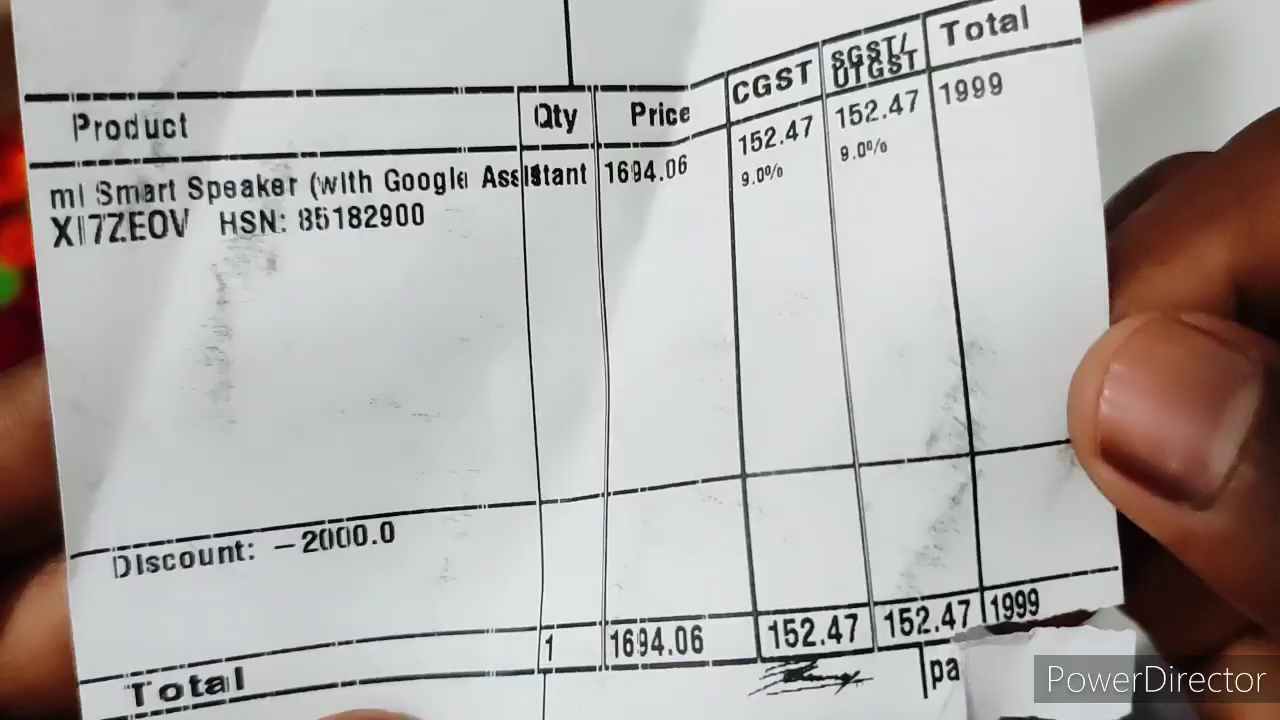 Product Qty Price CGST SGST/UTGST Total
mi Smart Speaker (with Google Assistant 1 1694.06 152.47 152.47 1999
XI7ZEOV HSN: 85182900 9.0% 9.0%
Discount: -2000.0
Total 1 1694.06 152.47 152.47 1999
pa
PowerDirector